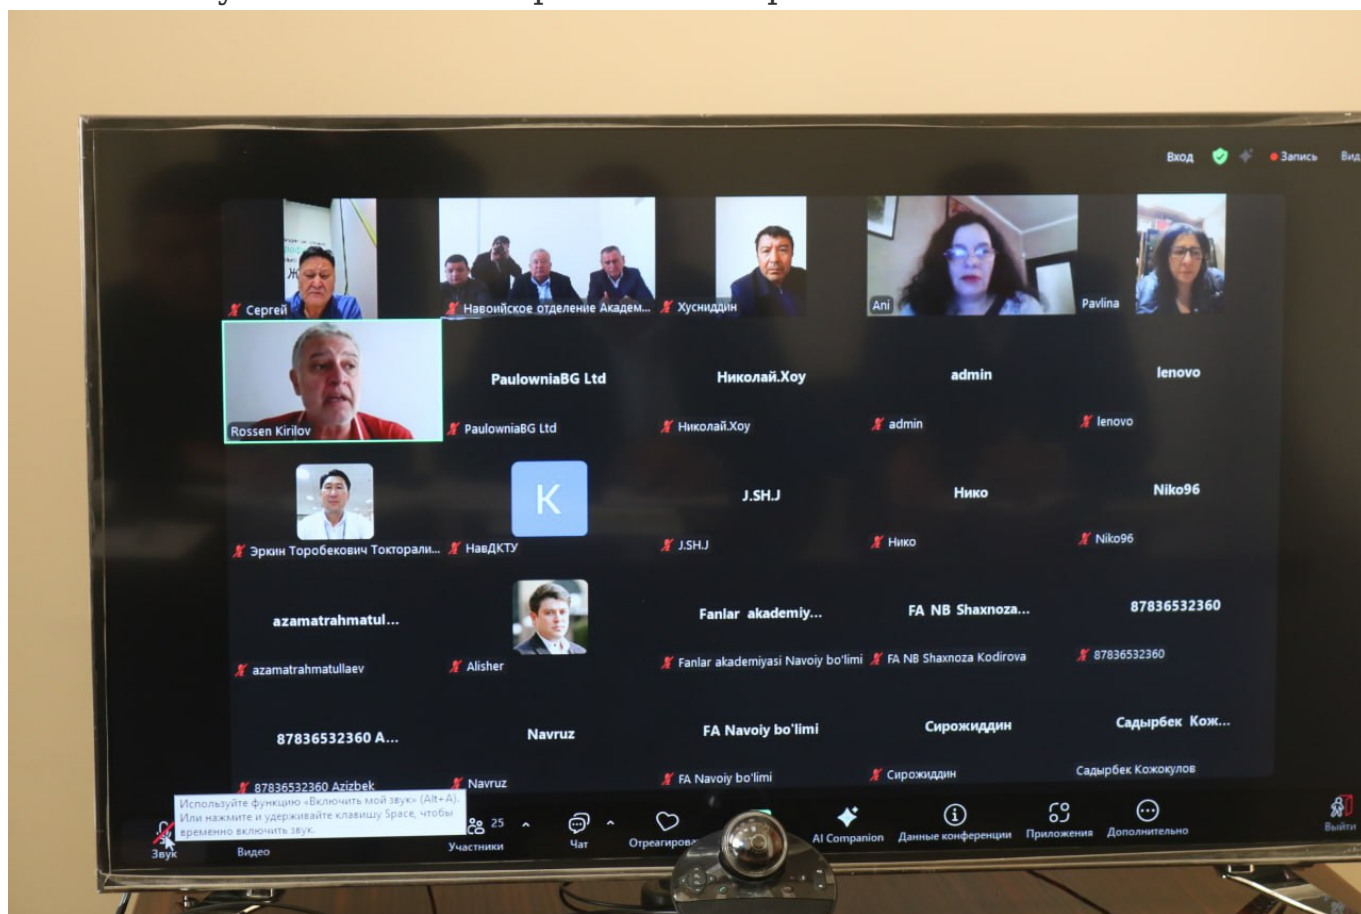 Вход
Запись
Вид
Сергей
Навоийское отделение Академ...
Хусниддин
Ani
Pavlina
Rossen Kirilov
PaulowniaBG Ltd
PaulowniaBG Ltd
Николай.Хоу
Николай.Хоу
admin
admin
lenovo
lenovo
Эркин Торобекович Токторали...
K
НавДКТУ
J.SH.J
J.SH.J
Нико
Нико
Niko96
Niko96
azamatrahmatul...
azamatrahmatullaev
Alisher
Fanlar akademiy...
Fanlar akademiyasi Navoiy bo'limi
FA NB Shaxnoza...
FA NB Shaxnoza Kodirova
87836532360
87836532360
87836532360 A...
87836532360 Azizbek
Navruz
Navruz
FA Navoiy bo'limi
FA Navoiy bo'limi
Сирожиддин
Сирожиддин
Садырбек Кож...
Садырбек Кожокулов
Используйте функцию «Включить мой звук» (Alt+A).
Или нажмите и удерживайте клавишу Space, чтобы
временно включить звук.
Звук
Видео
25
Участники
Чат
Отреагирова
AI Companion
Данные конференции
Приложения
Дополнительно
Выйти